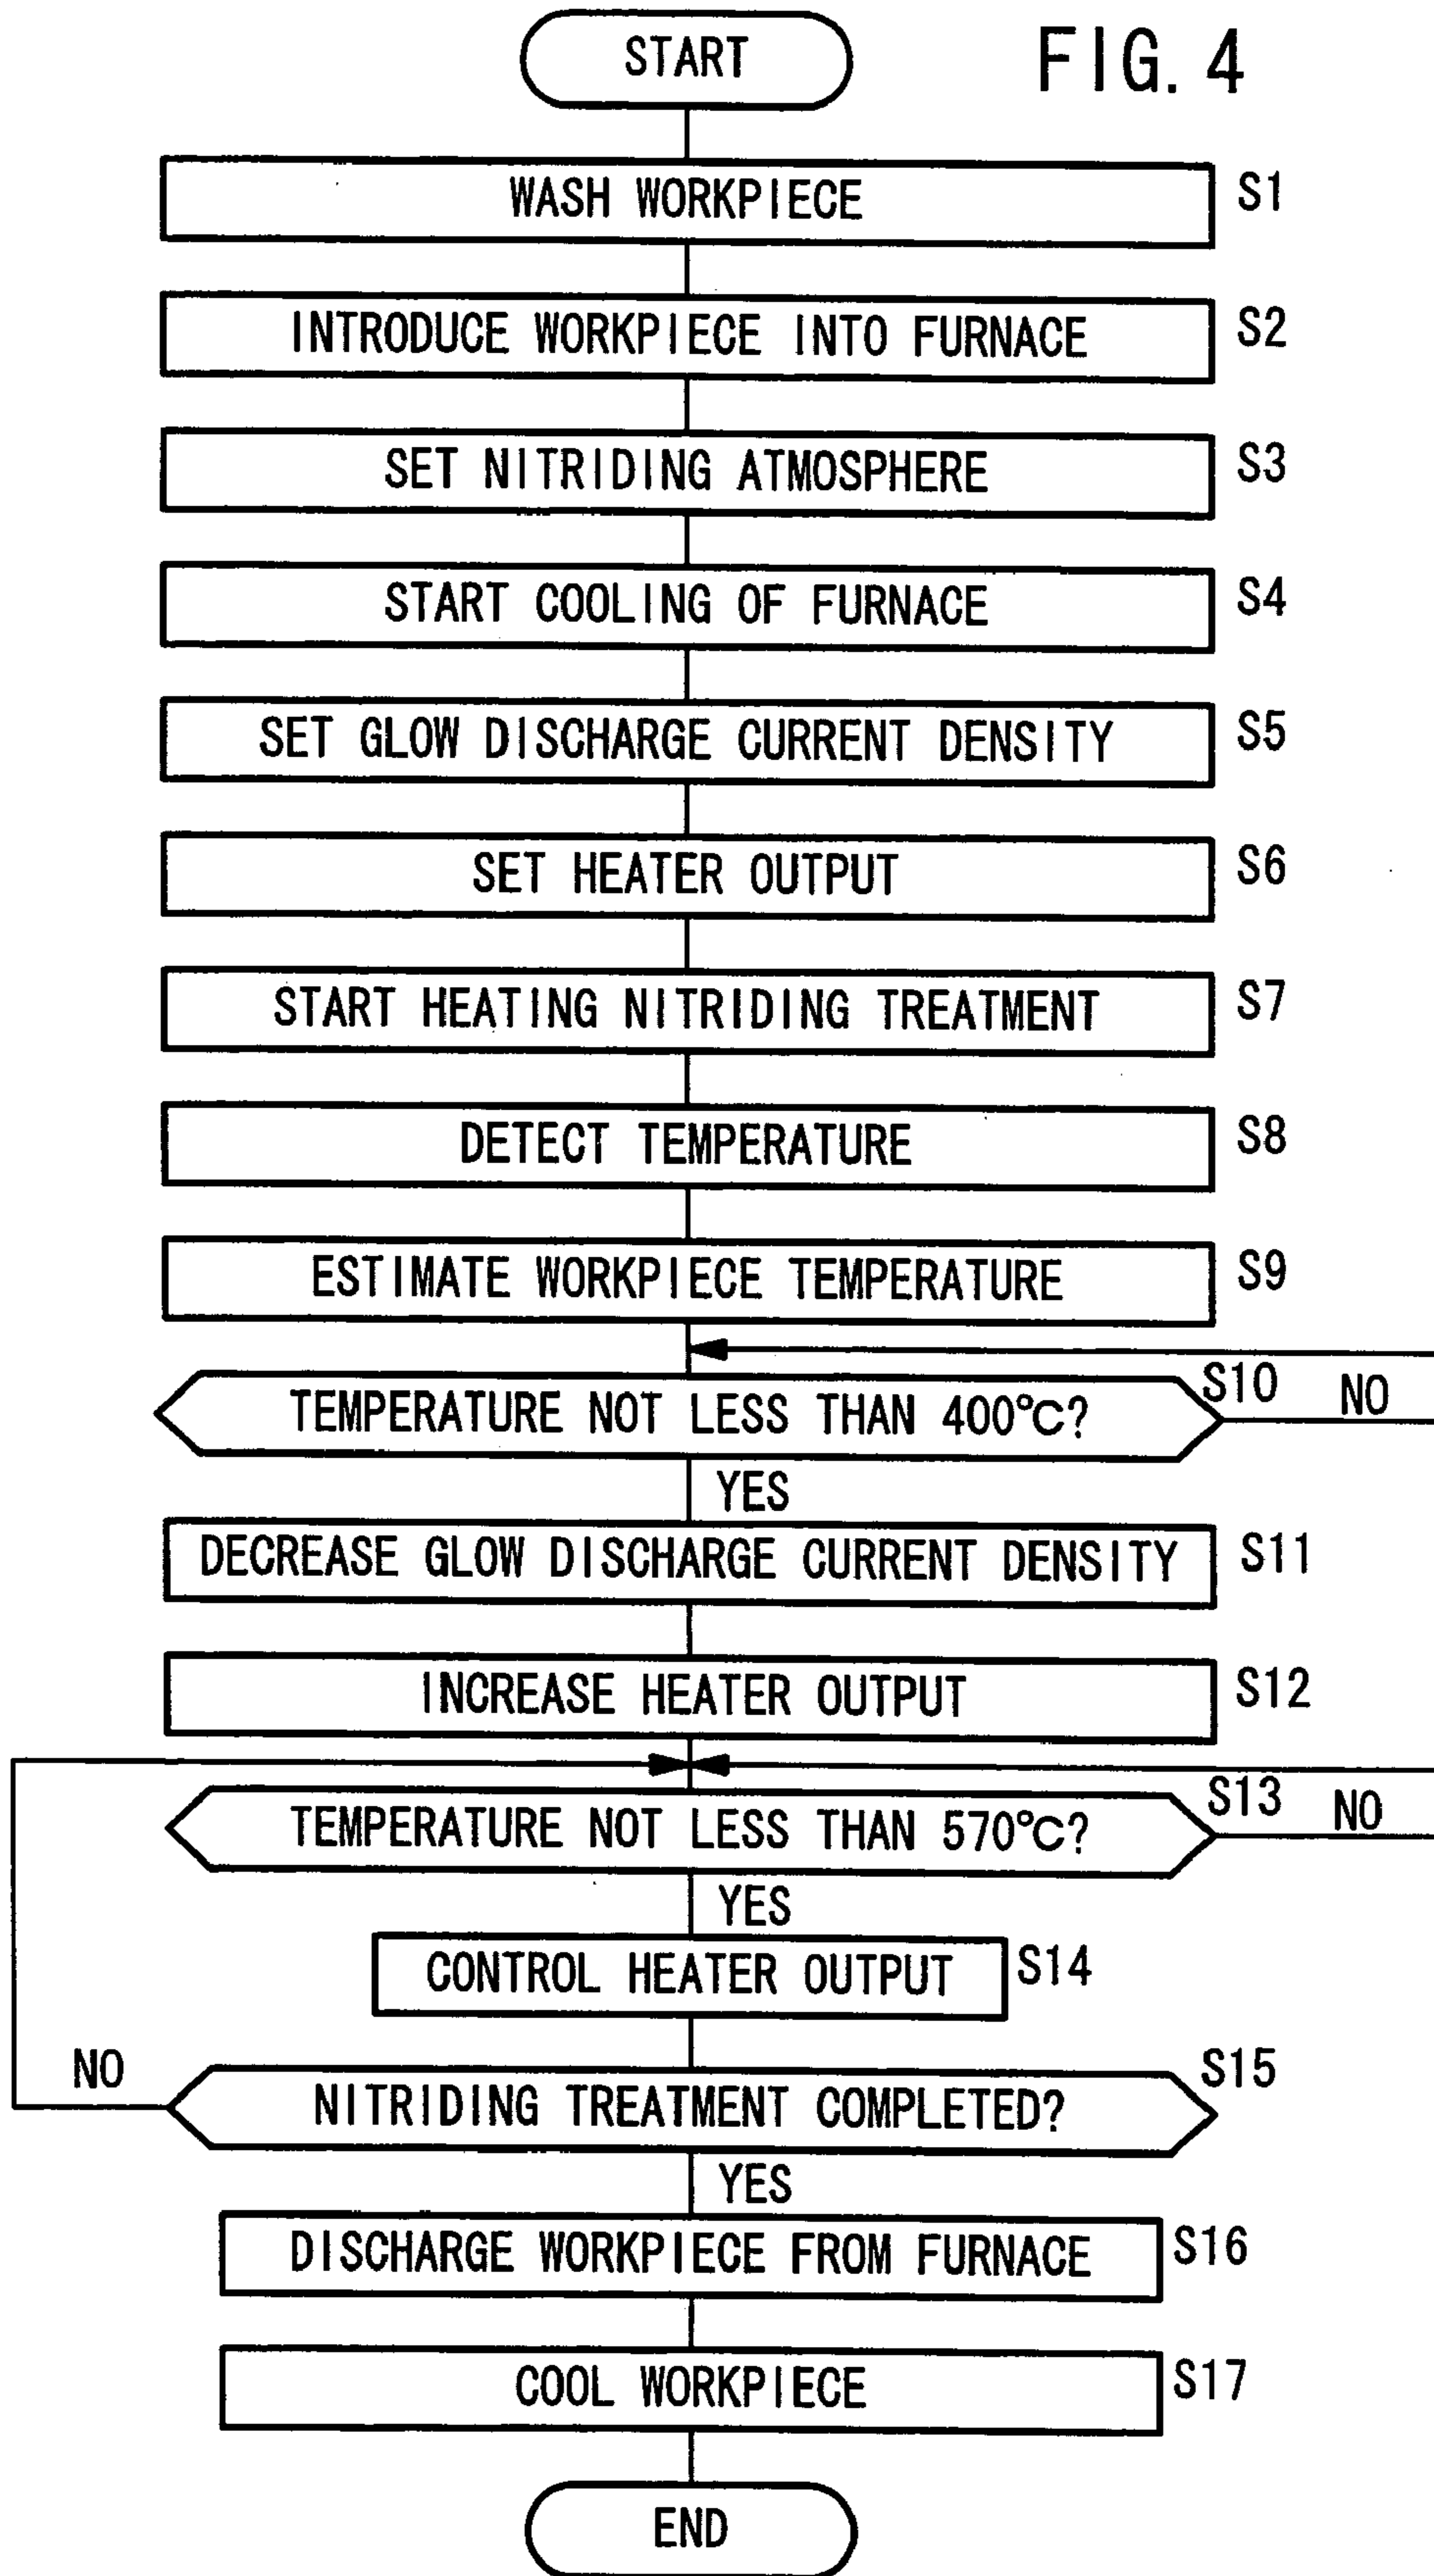 START
FIG. 4
WASH WORKPIECE
S1
INTRODUCE WORKPIECE INTO FURNACE
S2
SET NITRIDING ATMOSPHERE
S3
START COOLING OF FURNACE
S4
SET GLOW DISCHARGE CURRENT DENSITY
S5
SET HEATER OUTPUT
S6
START HEATING NITRIDING TREATMENT
S7
DETECT TEMPERATURE
S8
ESTIMATE WORKPIECE TEMPERATURE
S9
TEMPERATURE NOT LESS THAN 400°C?
S10
NO
YES
DECREASE GLOW DISCHARGE CURRENT DENSITY
S11
INCREASE HEATER OUTPUT
S12
TEMPERATURE NOT LESS THAN 570°C?
S13
NO
YES
CONTROL HEATER OUTPUT
S14
NO
NITRIDING TREATMENT COMPLETED?
S15
YES
DISCHARGE WORKPIECE FROM FURNACE
S16
COOL WORKPIECE
S17
END